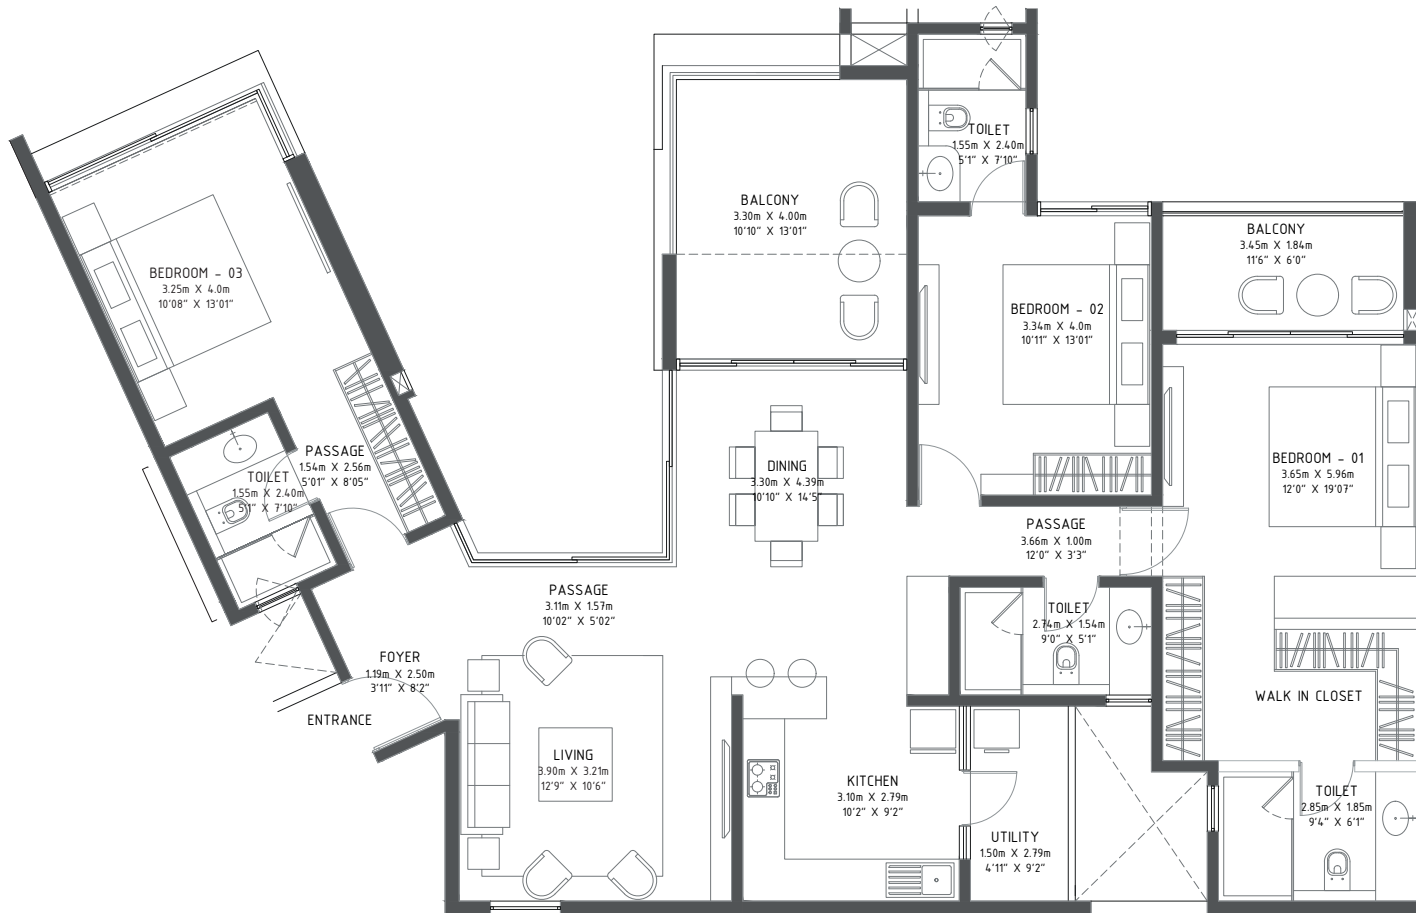 TOILET
1.55m X 2.40m
5'1" X 7'10"
BALCONY
3.30m X 4.00m
10'10" X 13'01"
BALCONY
3.45m X 1.84m
11'6" X 6'0"
BEDROOM - 03
3.25m X 4.0m
10'08" X 13'01"
BEDROOM - 02
3.34m X 4.0m
10'11" X 13'01"
PASSAGE
1.54m X 2.56m
5'01" X 8'05"
TOILET
1.55m X 2.40m
5'1" X 7'10"
DINING
3.30m X 4.39m
10'10" X 14'5"
BEDROOM - 01
3.65m X 5.96m
12'0" X 19'07"
PASSAGE
3.66m X 1.00m
12'0" X 3'3"
PASSAGE
3.11m X 1.57m
10'02" X 5'02"
TOILET
2.74m X 1.54m
9'0" X 5'1"
FOYER
1.19m X 2.50m
3'11" X 8'2"
ENTRANCE
WALK IN CLOSET
LIVING
3.90m X 3.21m
12'9" X 10'6"
KITCHEN
3.10m X 2.79m
10'2" X 9'2"
TOILET
2.85m X 1.85m
9'4" X 6'1"
UTILITY
1.50m X 2.79m
4'11" X 9'2"